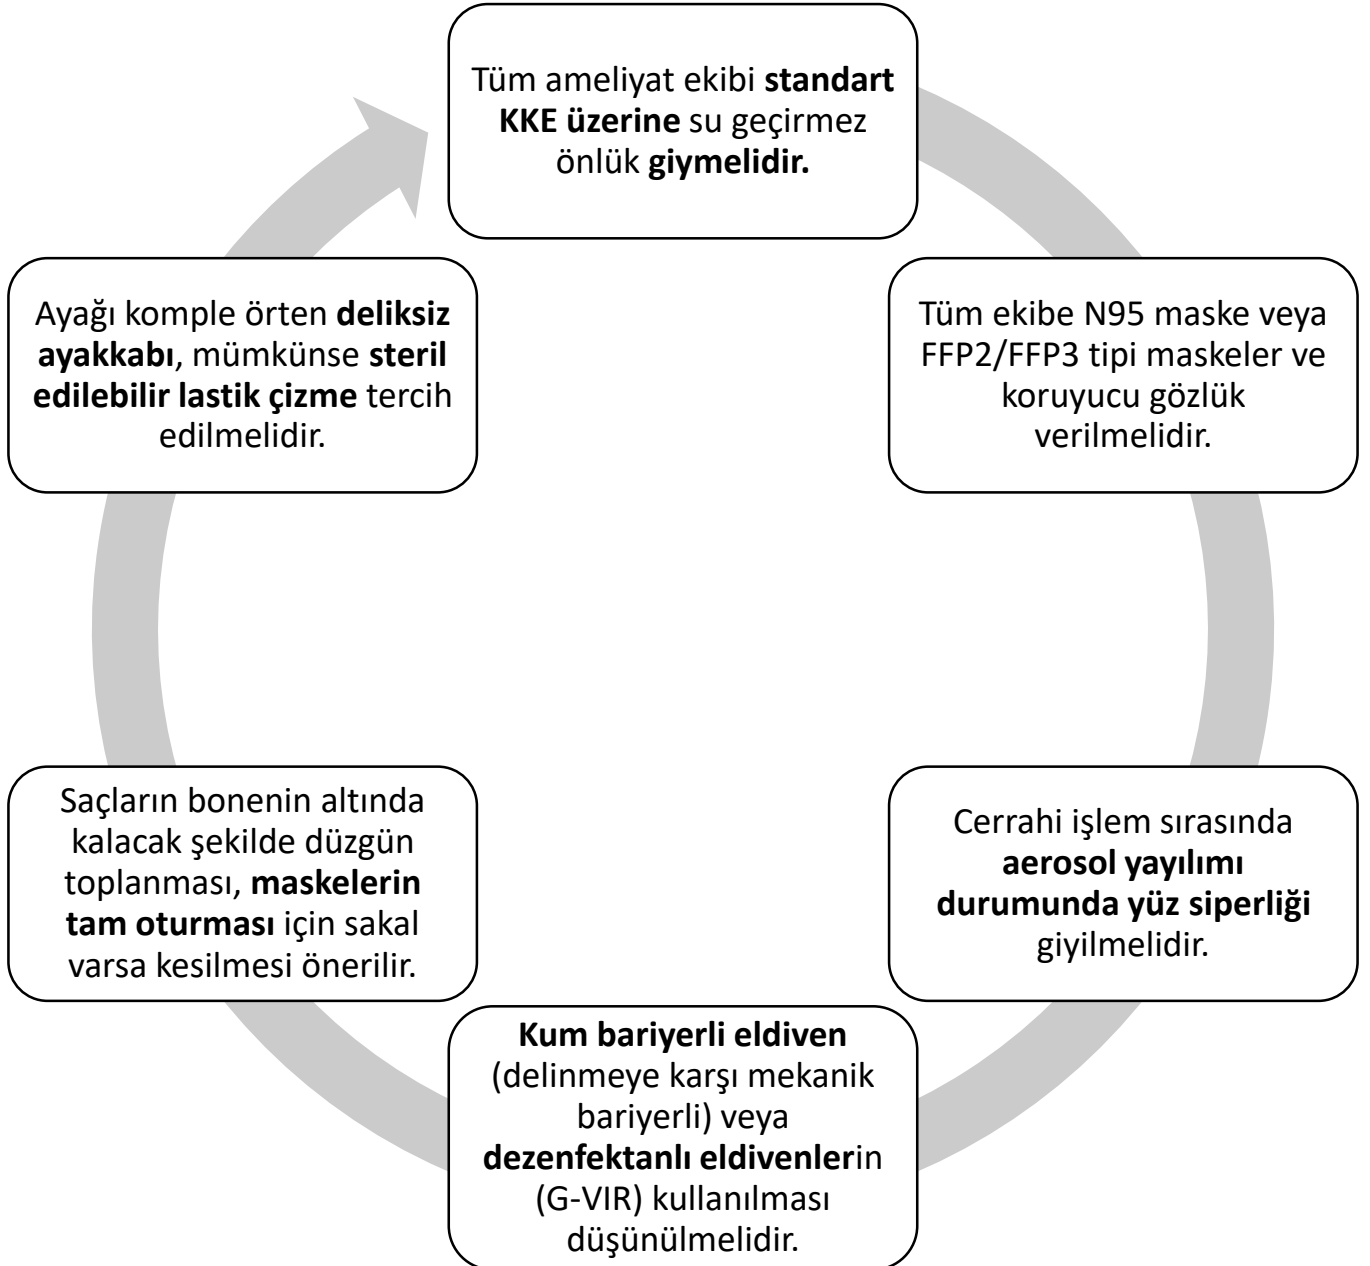 Tüm ameliyat ekibi standart
KKE üzerine su geçirmez
önlük giymelidir.
Tüm ekibe N95 maske veya
FFP2/FFP3 tipi maskeler ve
koruyucu gözlük
verilmelidir.
Cerrahi işlem sırasında
aerosol yayılımı
durumunda yüz siperliği
giyilmelidir.
Kum bariyerli eldiven
(delinmeye karşı mekanik
bariyerli) veya
dezenfektanlı eldivenlerin
(G-VIR) kullanılması
düşünülmelidir.
Saçların bonenin altında
kalacak şekilde düzgün
toplanması, maskelerin
tam oturması için sakal
varsa kesilmesi önerilir.
Ayağı komple örten deliksiz
ayakkabı, mümkünse steril
edilebilir lastik çizme tercih
edilmelidir.